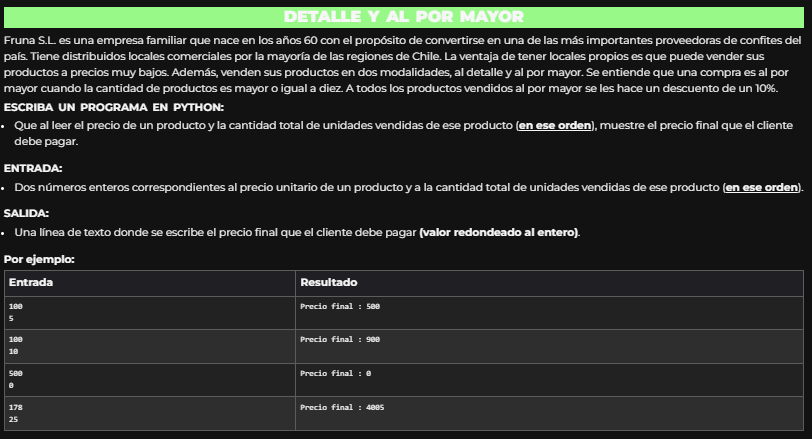 DETALLE Y AL POR MAYOR
Fruna S.L. es una empresa familiar que nace en los años 60 con el propósito de convertirse en una de las más importantes proveedoras de confites del
país. Tiene distribuidos locales comerciales por la mayoría de las regiones de Chile. La ventaja de tener locales propios es que puede vender sus
productos a precios muy bajos. Además, venden sus productos en dos modalidades, al detalle y al por mayor. Se entiende que una compra es al por
mayor cuando la cantidad de productos es mayor o igual a diez. A todos los productos vendidos al por mayor se les hace un descuento de un 10%.
ESCRIBA UN PROGRAMA EN PYTHON:
• Que al leer el precio de un producto y la cantidad total de unidades vendidas de ese producto (en ese orden), muestre el precio final que el cliente
debe pagar.
ENTRADA:
• Dos números enteros correspondientes al precio unitario de un producto y a la cantidad total de unidades vendidas de ese producto (en ese orden).
SALIDA:
• Una línea de texto donde se escribe el precio final que el cliente debe pagar (valor redondeado al entero).
Por ejemplo:
Entrada Resultado
100 Precio final : 500
5
100 Precio final : 900
10
500 Precio final : 0
0
178 Precio final : 4005
25